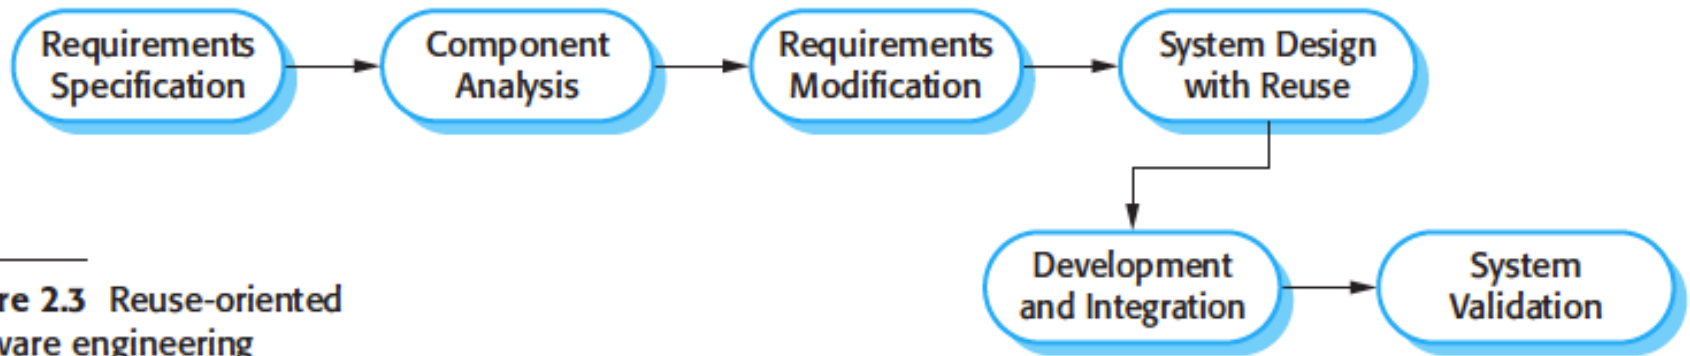 Requirements
Specification
Component
Analysis
Requirements
Modification
System Design
with Reuse
Development
and Integration
System
Validation
re 2.3 Reuse-oriented
ware engineering